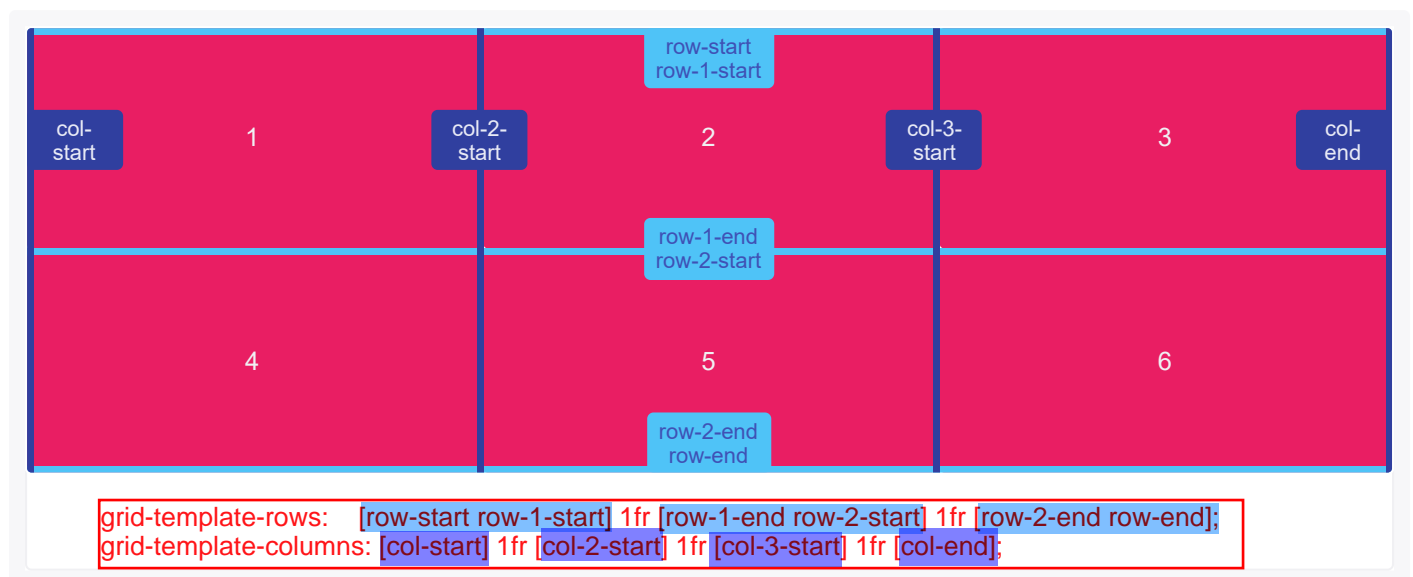 row-start
row-1-start
col-
start
1
col-2-
start
2
col-3-
start
3
col-
end
row-1-end
row-2-start
4
5
6
row-2-end
row-end
grid-template-rows: [row-start row-1-start] 1fr [row-1-end row-2-start] 1fr [row-2-end row-end];
grid-template-columns: [col-start] 1fr [col-2-start] 1fr [col-3-start] 1fr [col-end];